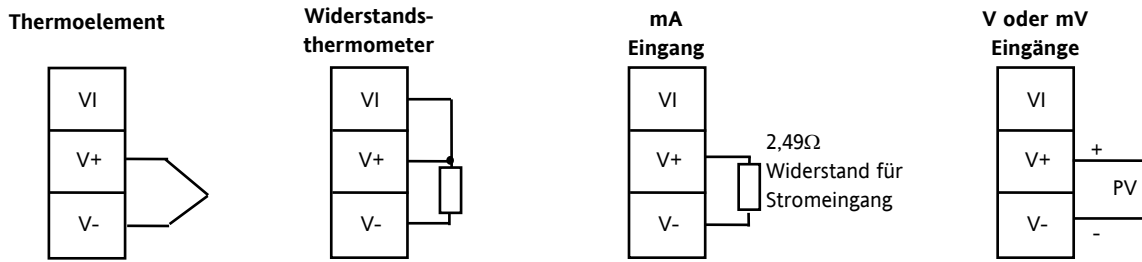 Thermoelement
VI
V+
V-
Widerstands-
thermometer
VI
V+
V-
mA
Eingang
VI
V+
V-
2,49Ω
Widerstand für
Stromeingang
V oder mV
Eingänge
VI
V+
V-
+
PV
-